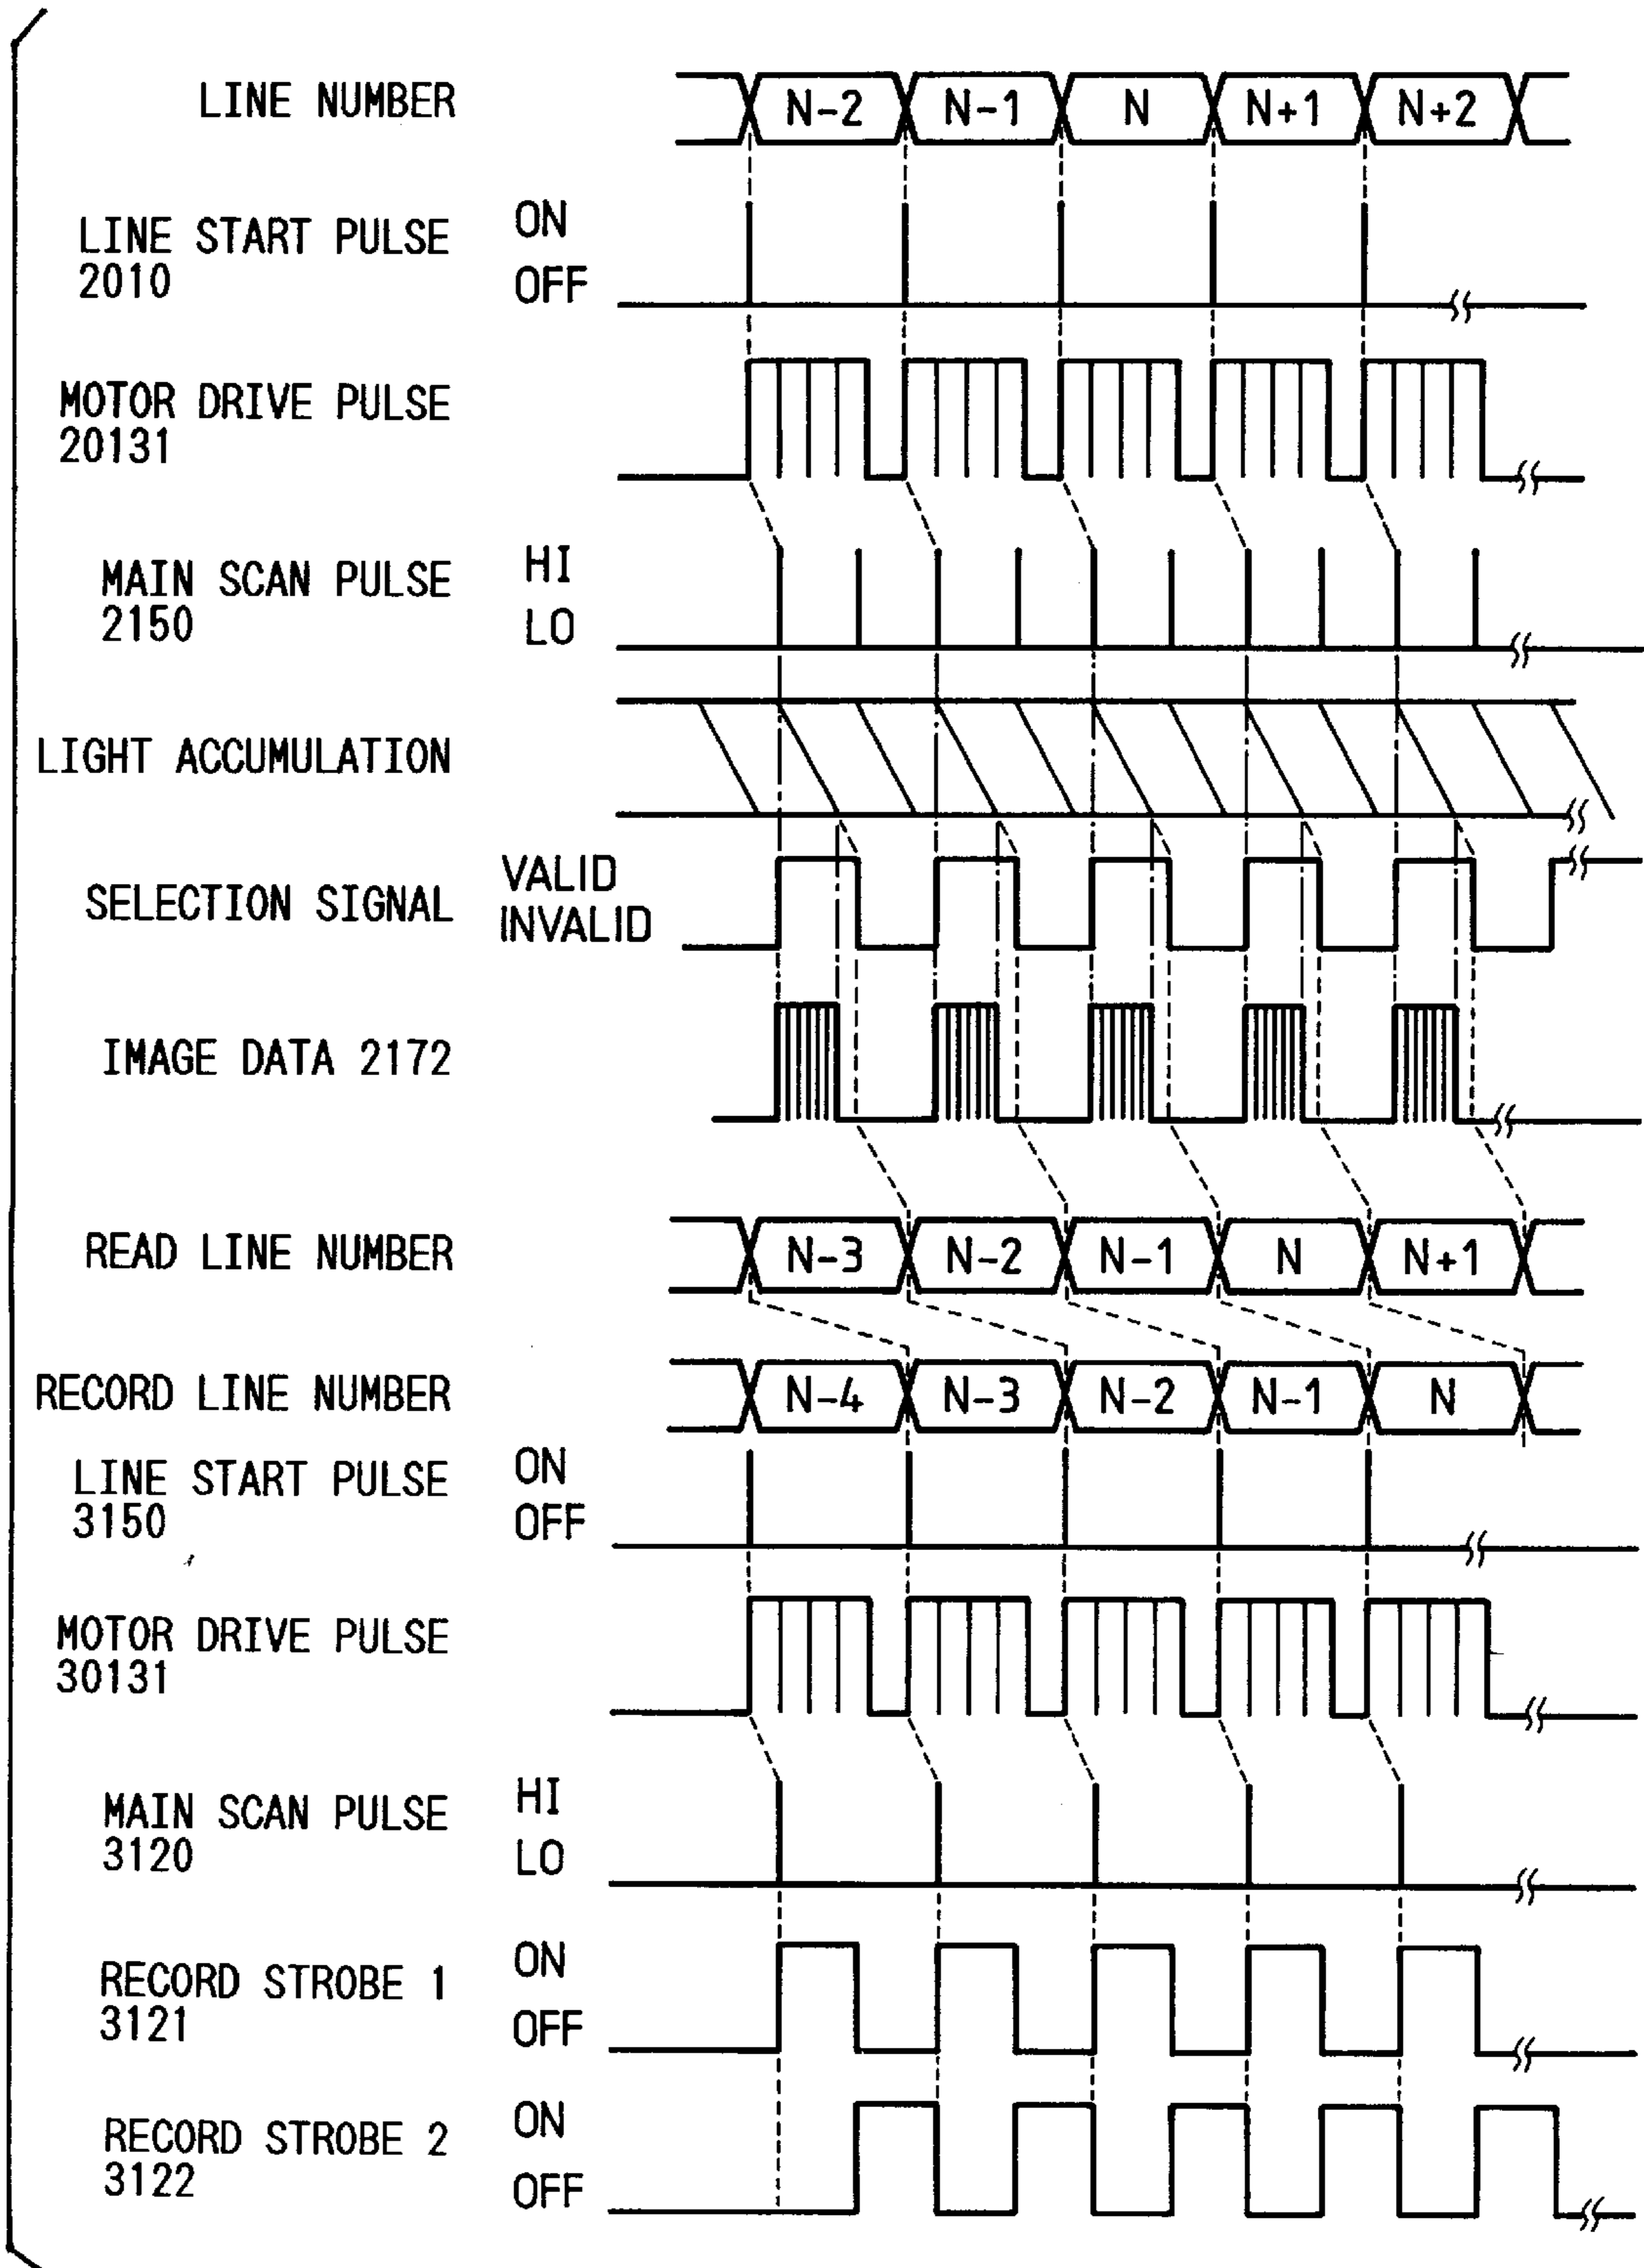 LINE NUMBER
N-2 N-1 N N+1 N+2
LINE START PULSE
2010
ON
OFF
MOTOR DRIVE PULSE
20131
MAIN SCAN PULSE
2150
HI
LO
LIGHT ACCUMULATION
SELECTION SIGNAL
VALID
INVALID
IMAGE DATA 2172
READ LINE NUMBER
N-3 N-2 N-1 N N+1
RECORD LINE NUMBER
N-4 N-3 N-2 N-1 N
LINE START PULSE
3150
ON
OFF
MOTOR DRIVE PULSE
30131
MAIN SCAN PULSE
3120
HI
LO
RECORD STROBE 1
3121
ON
OFF
RECORD STROBE 2
3122
ON
OFF